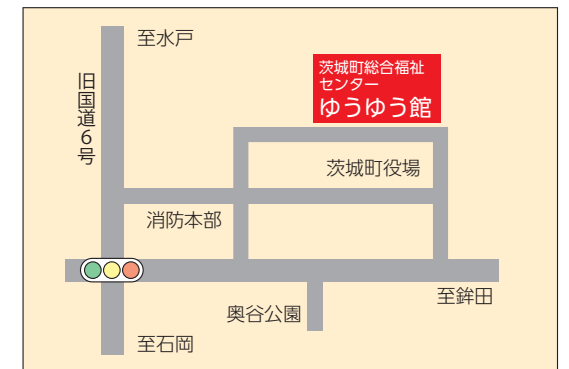 至水戸
旧国道6号
茨城町総合福祉
センター
ゆうゆう館
茨城町役場
消防本部
至鉾田
奥谷公園
至石岡